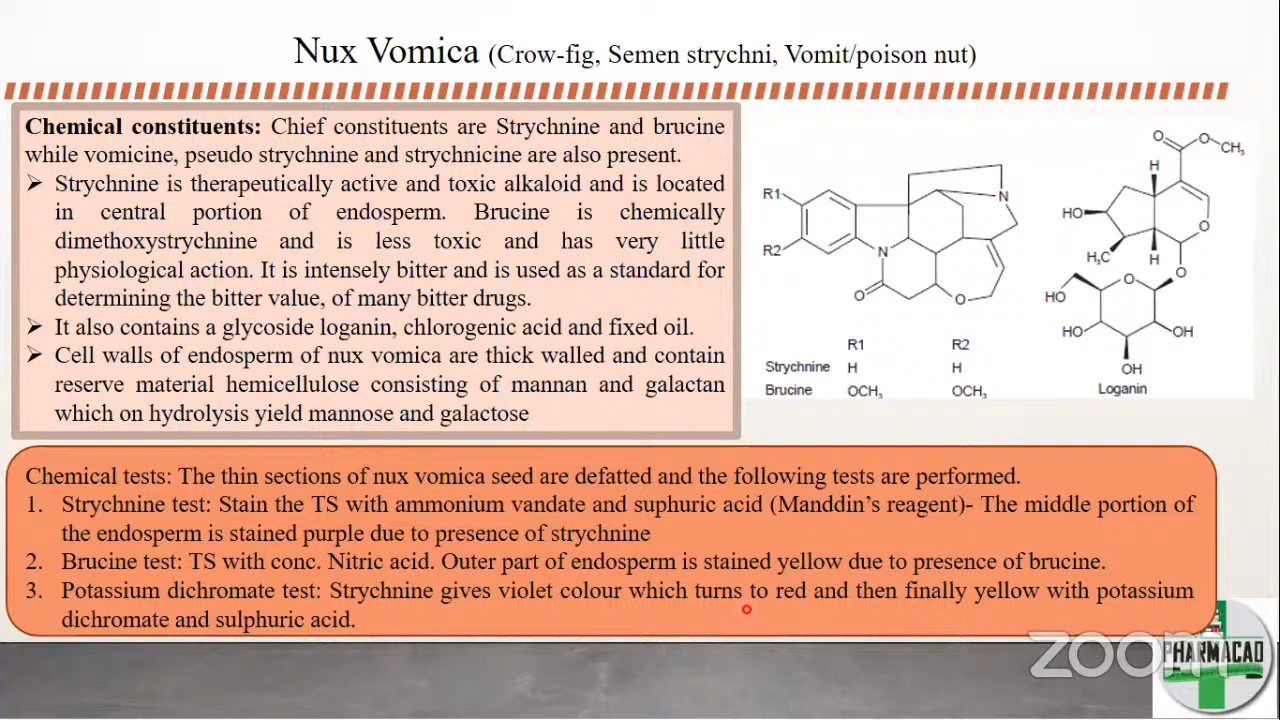 Nux Vomica (Crow-fig, Semen strychni, Vomit/poison nut)
Chemical constituents: Chief constituents are Strychnine and brucine
while vomicine, pseudo strychnine and strychnicine are also present.
➢ Strychnine is therapeutically active and toxic alkaloid and is located
in central portion of endosperm. Brucine is chemically
dimethoxystrychnine and is less toxic and has very little
physiological action. It is intensely bitter and is used as a standard for
determining the bitter value, of many bitter drugs.
➢ It also contains a glycoside loganin, chlorogenic acid and fixed oil.
➢ Cell walls of endosperm of nux vomica are thick walled and contain
reserve material hemicellulose consisting of mannan and galactan
which on hydrolysis yield mannose and galactose
R1
R2
N
N
O
O
R1 R2
Strychnine H H
Brucine OCH₃ OCH₃
O
O
CH₃
H
HO
O
H₃C
H
O
O
HO
HO
OH
OH
Loganin
Chemical tests: The thin sections of nux vomica seed are defatted and the following tests are performed.
1. Strychnine test: Stain the TS with ammonium vandate and suphuric acid (Manddin's reagent)- The middle portion of
the endosperm is stained purple due to presence of strychnine
2. Brucine test: TS with conc. Nitric acid. Outer part of endosperm is stained yellow due to presence of brucine.
3. Potassium dichromate test: Strychnine gives violet colour which turns to red and then finally yellow with potassium
dichromate and sulphuric acid.
zoom
PHARMACAD